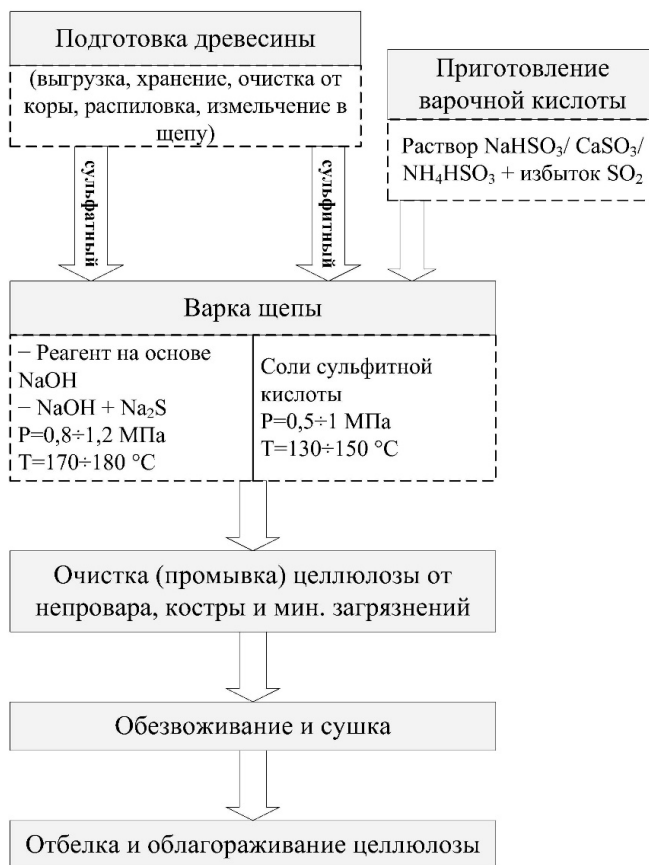 Подготовка древесины
(выгрузка, хранение, очистка от
коры, распиловка, измельчение в
щепу)
Приготовление
варочной кислоты
Раствор NaHSO₃/ CaSO₃/
NH₄HSO₃ + избыток SO₂
сульфатный
сульфитный
Варка щепы
− Реагент на основе
NaOH
− NaOH + Na₂S
P=0,8÷1,2 МПа
T=170÷180 °C
Соли сульфитной
кислоты
P=0,5÷1 МПа
T=130÷150 °C
Очистка (промывка) целлюлозы от
непровара, костры и мин. загрязнений
Обезвоживание и сушка
Отбелка и облагораживание целлюлозы